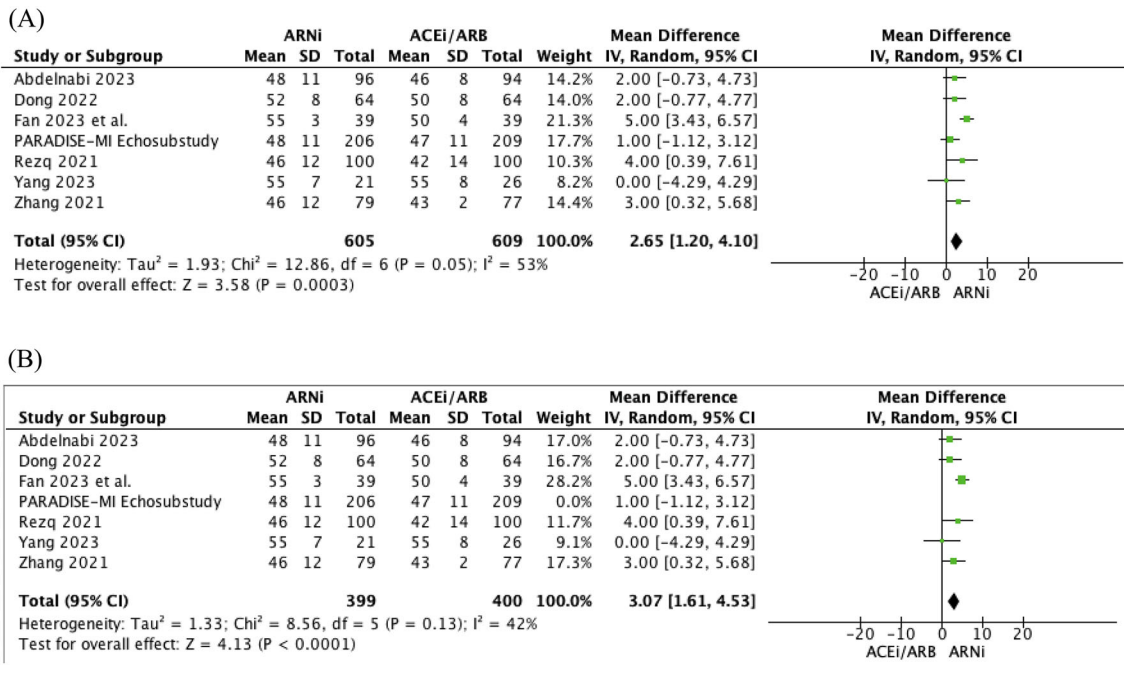 (A)
ARNi ACEi/ARB Mean Difference Mean Difference
Study or Subgroup Mean SD Total Mean SD Total Weight IV, Random, 95% CI IV, Random, 95% CI
Abdelnabi 2023 48 11 96 46 8 94 14.2% 2.00 [−0.73, 4.73]
Dong 2022 52 8 64 50 8 64 14.0% 2.00 [−0.77, 4.77]
Fan 2023 et al. 55 3 39 50 4 39 21.3% 5.00 [3.43, 6.57]
PARADISE−MI Echosubstudy 48 11 206 47 11 209 17.7% 1.00 [−1.12, 3.12]
Rezq 2021 46 12 100 42 14 100 10.3% 4.00 [0.39, 7.61]
Yang 2023 55 7 21 55 8 26 8.2% 0.00 [−4.29, 4.29]
Zhang 2021 46 12 79 43 2 77 14.4% 3.00 [0.32, 5.68]
Total (95% CI) 605 609 100.0% 2.65 [1.20, 4.10]
Heterogeneity: Tau² = 1.93; Chi² = 12.86, df = 6 (P = 0.05); I² = 53%
Test for overall effect: Z = 3.58 (P = 0.0003)
−20 −10 0 10 20
ACEi/ARB ARNi
(B)
ARNi ACEi/ARB Mean Difference Mean Difference
Study or Subgroup Mean SD Total Mean SD Total Weight IV, Random, 95% CI IV, Random, 95% CI
Abdelnabi 2023 48 11 96 46 8 94 17.0% 2.00 [−0.73, 4.73]
Dong 2022 52 8 64 50 8 64 16.7% 2.00 [−0.77, 4.77]
Fan 2023 et al. 55 3 39 50 4 39 28.2% 5.00 [3.43, 6.57]
PARADISE−MI Echosubstudy 48 11 206 47 11 209 0.0% 1.00 [−1.12, 3.12]
Rezq 2021 46 12 100 42 14 100 11.7% 4.00 [0.39, 7.61]
Yang 2023 55 7 21 55 8 26 9.1% 0.00 [−4.29, 4.29]
Zhang 2021 46 12 79 43 2 77 17.3% 3.00 [0.32, 5.68]
Total (95% CI) 399 400 100.0% 3.07 [1.61, 4.53]
Heterogeneity: Tau² = 1.33; Chi² = 8.56, df = 5 (P = 0.13); I² = 42%
Test for overall effect: Z = 4.13 (P < 0.0001)
−20 −10 0 10 20
ACEi/ARB ARNi